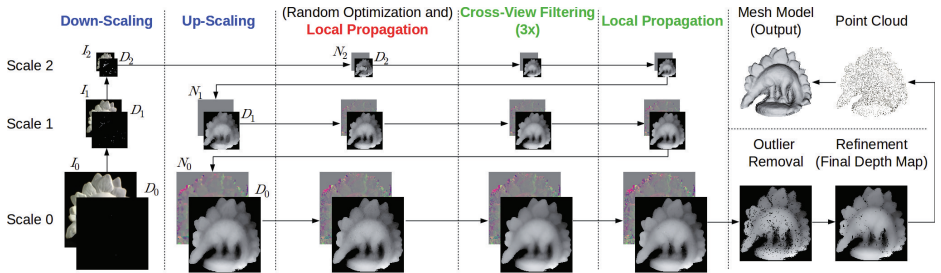 Down-Scaling
Up-Scaling
(Random Optimization and)
Local Propagation
Cross-View Filtering
(3x)
Local Propagation
Mesh Model
(Output)
Point Cloud
Scale 2
I2
D2
N2
D2
Scale 1
I1
D1
N1
D1
Scale 0
I0
D0
N0
D0
Outlier
Removal
Refinement
(Final Depth Map)